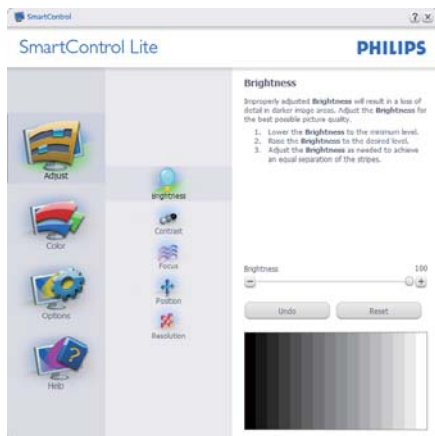 SmartControl
? ×
SmartControl Lite
PHILIPS
Adjust
Color
Options
Help
Brightness
Contrast
Focus
Position
Resolution
Brightness
Improperly adjusted Brightness will result in a loss of
detail in darker image areas. Adjust the Brightness for
the best possible picture quality.
1. Lower the Brightness to the minimum level.
2. Raise the Brightness to the desired level.
3. Adjust the Brightness as needed to achieve
an equal separation of the stripes.
Brightness 100
Undo Reset